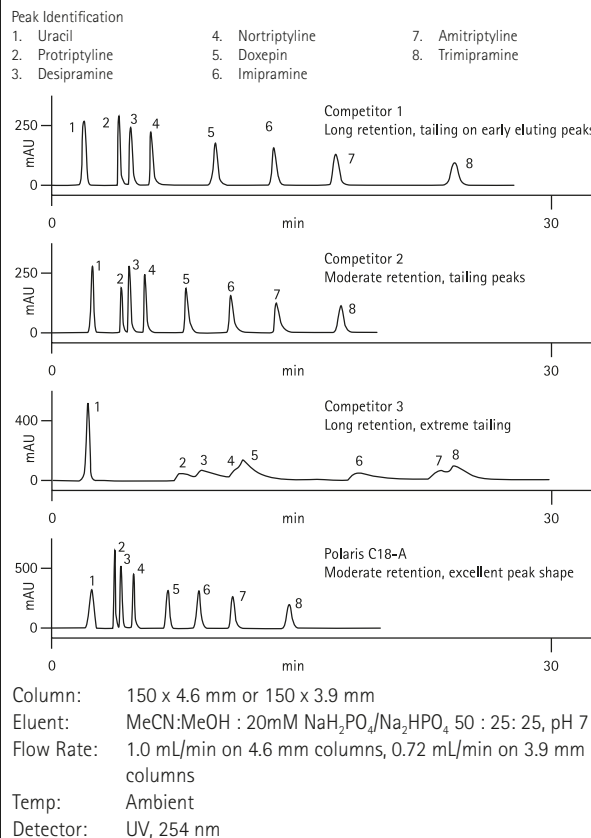 Peak Identification
1. Uracil 4. Nortriptyline 7. Amitriptyline
2. Protriptyline 5. Doxepin 8. Trimipramine
3. Desipramine 6. Imipramine
Competitor 1
Long retention, tailing on early eluting peaks
250
mAU
0
1 2 3 4 5 6 7 8
0 min 30
Competitor 2
Moderate retention, tailing peaks
250
mAU
0
1 2 3 4 5 6 7 8
0 min 30
Competitor 3
Long retention, extreme tailing
400
mAU
0
1 2 3 4 5 6 7 8
0 min 30
Polaris C18-A
Moderate retention, excellent peak shape
500
mAU
0
1 2 3 4 5 6 7 8
0 min 30
Column: 150 x 4.6 mm or 150 x 3.9 mm
Eluent: MeCN:MeOH : 20mM NaH₂PO₄/Na₂HPO₄ 50 : 25: 25, pH 7
Flow Rate: 1.0 mL/min on 4.6 mm columns, 0.72 mL/min on 3.9 mm
columns
Temp: Ambient
Detector: UV, 254 nm